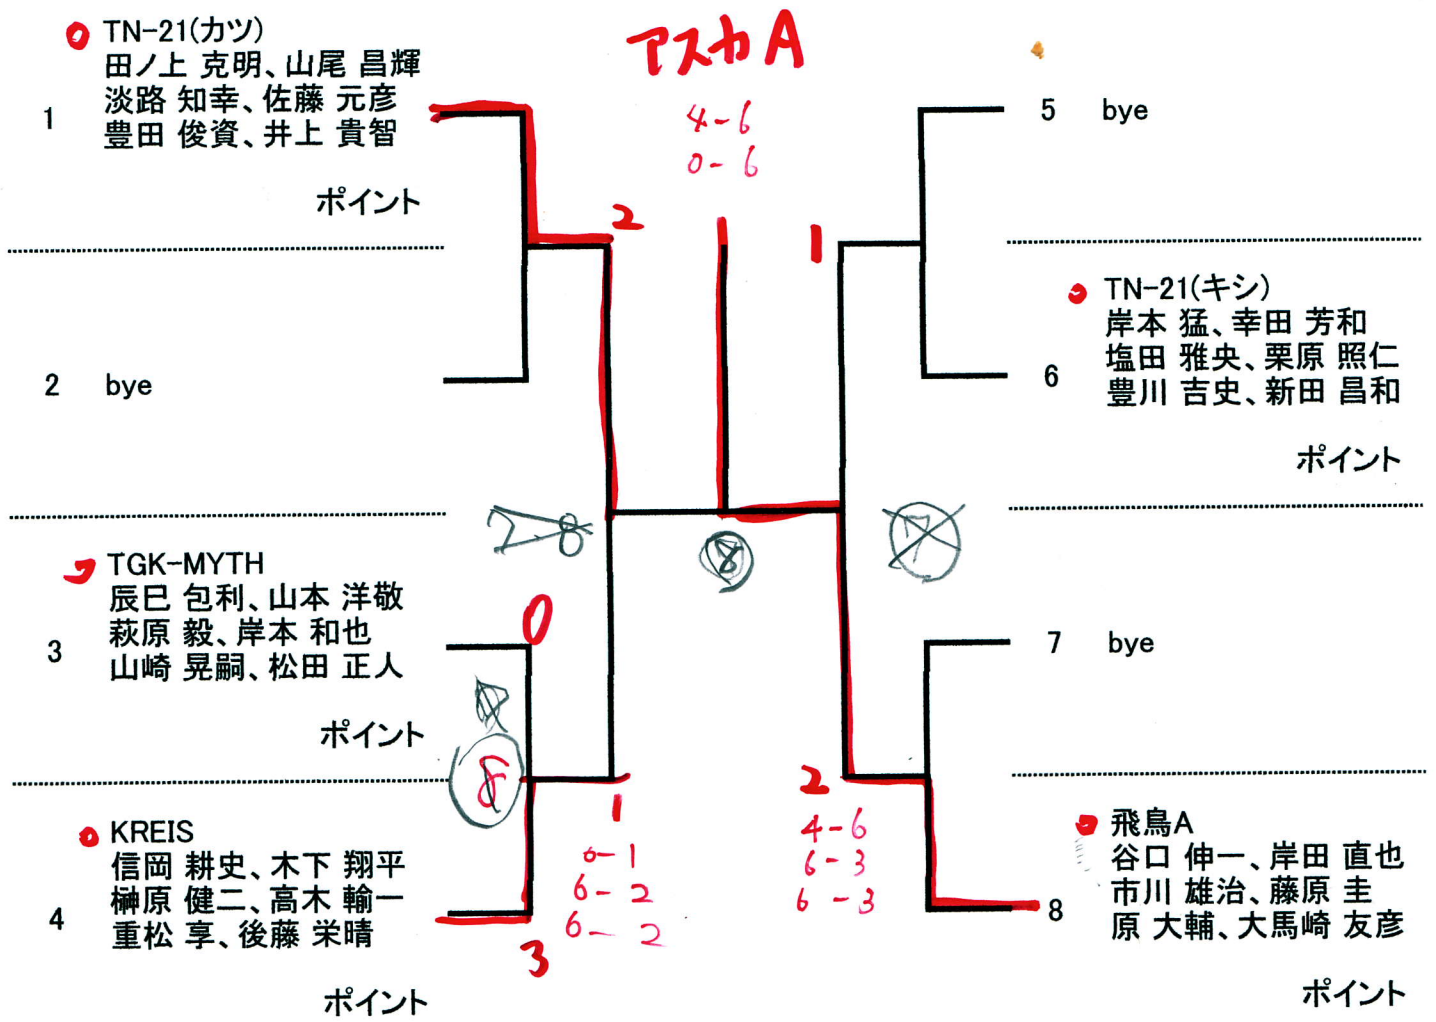 TN-21(カツ)
田ノ上 克明、山尾 昌輝
1
淡路 知幸、佐藤 元彦
豊田 俊資、井上 貴智
ポイント
2 bye
TGK-MYTH
辰巳 包利、山本 洋敬
3
萩原 毅、岸本 和也
山崎 晃嗣、松田 正人
ポイント
KREIS
信岡 耕史、木下 翔平
4
榊原 健二、高木 輸一
重松 享、後藤 栄晴
ポイント
2
0
8
1
3
6-1
6-2
6-2
アスカA
4-6
0-6
8
1
7
2
4-6
6-3
6-3
5 bye
TN-21(キシ)
岸本 猛、幸田 芳和
6
塩田 雅央、栗原 照仁
豊川 吉史、新田 昌和
ポイント
7 bye
飛鳥A
谷口 伸一、岸田 直也
8
市川 雄治、藤原 圭
原 大輔、大馬崎 友彦
ポイント